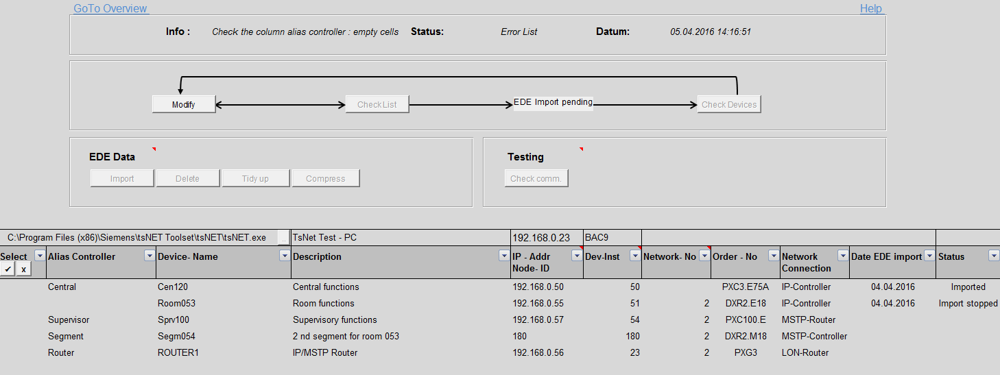 GoTo Overview Help
Info : Check the column alias controller : empty cells Status: Error List Datum: 05.04.2016 14:16:51
Modify Check List EDE Import pending Check Devices
EDE Data Testing
Import Delete Tidy up Compress Check comm.
C:\Program Files (x86)\Siemens\tsNET Toolset\tsNET\tsNET.exe .. TsNet Test - PC 192.168.0.23 BAC9
Select Alias Controller Device- Name Description IP - Addr Dev-Inst Network- No Order - No Network Date EDE import Status
✓ x Node- ID Connection
Central Cen120 Central functions 192.168.0.50 50 PXC3.E75A IP-Controller 04.04.2016 Imported
Room053 Room functions 192.168.0.55 51 2 DXR2.E18 IP-Controller 04.04.2016 Import stopped
Supervisor Sprv100 Supervisory functions 192.168.0.57 54 2 PXC100.E MSTP-Router
Segment Segm054 2 nd segment for room 053 180 180 2 DXR2.M18 MSTP-Controller
Router ROUTER1 IP/MSTP Router 192.168.0.56 23 2 PXG3 LON-Router